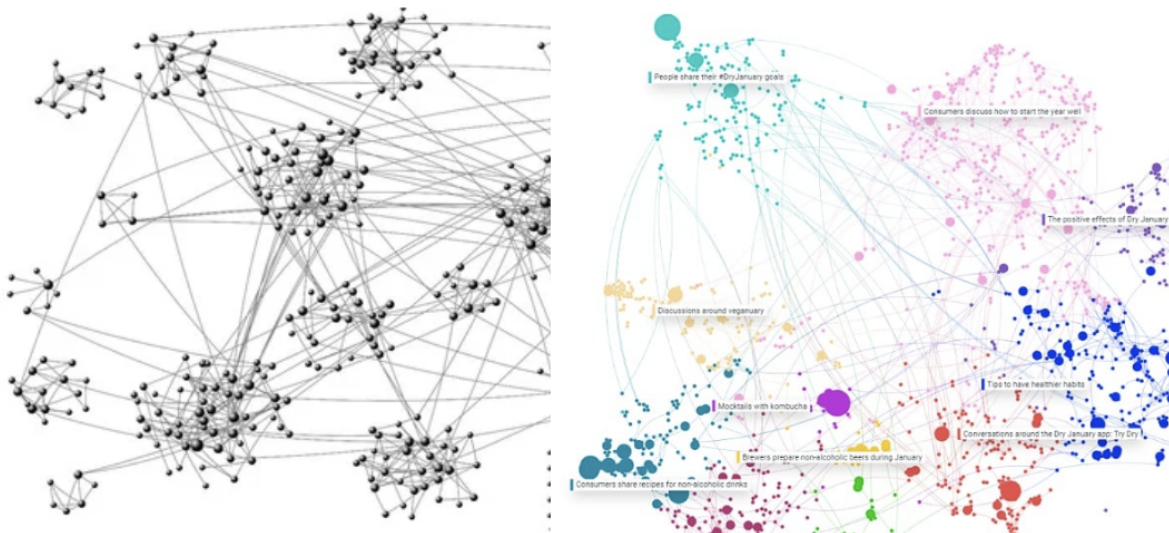 People share their #DryJanuary goals
Consumers discuss how to start the year well
The positive effects of Dry January
Discussions around veganuary
Tips to have healthier habits
Mocktails with kombucha
Conversations around the Dry January app: Try Dry
Brewers prepare non-alcoholic beers during January
Consumers share recipes for non-alcoholic drinks